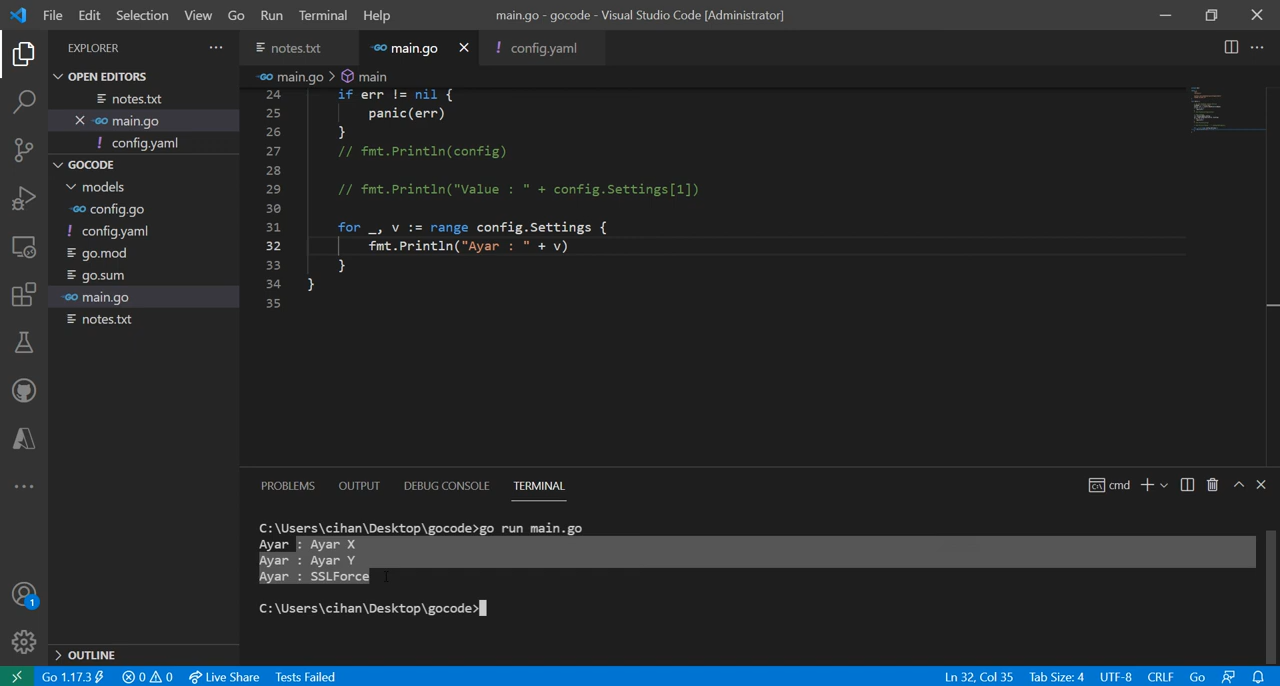 File Edit Selection View Go Run Terminal Help main.go - gocode - Visual Studio Code [Administrator]
EXPLORER
notes.txt
main.go
config.yaml
OPEN EDITORS
main.go > main
notes.txt
main.go
config.yaml
GOCODE
models
config.go
config.yaml
go.mod
go.sum
main.go
notes.txt
24 if err != nil {
25 panic(err)
26 }
27 // fmt.Println(config)
28
29 // fmt.Println("Value : " + config.Settings[1])
30
31 for _, v := range config.Settings {
32 fmt.Println("Ayar : " + v)
33 }
34 }
35
PROBLEMS OUTPUT DEBUG CONSOLE TERMINAL
cmd
C:\Users\cihan\Desktop\gocode>go run main.go
Ayar : Ayar X
Ayar : Ayar Y
Ayar : SSLForce
C:\Users\cihan\Desktop\gocode>
1
OUTLINE
Go 1.17.3 0 0 Live Share Tests Failed Ln 32, Col 35 Tab Size: 4 UTF-8 CRLF Go